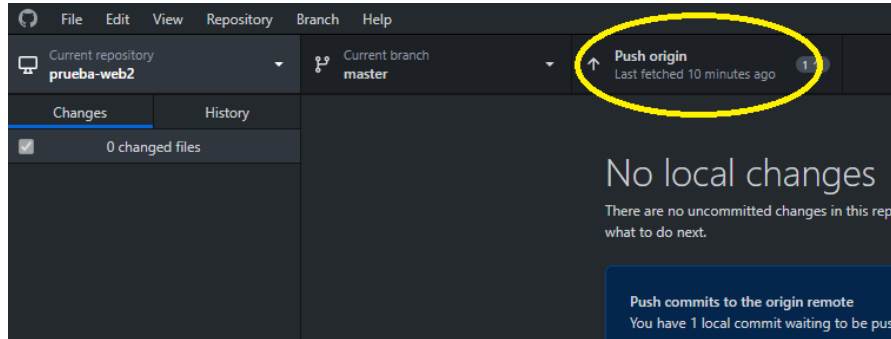 File Edit View Repository Branch Help
Current repository
prueba-web2
Current branch
master
Push origin
Last fetched 10 minutes ago
1
Changes History
0 changed files
No local changes
There are no uncommitted changes in this rep
what to do next.
Push commits to the origin remote
You have 1 local commit waiting to be pus